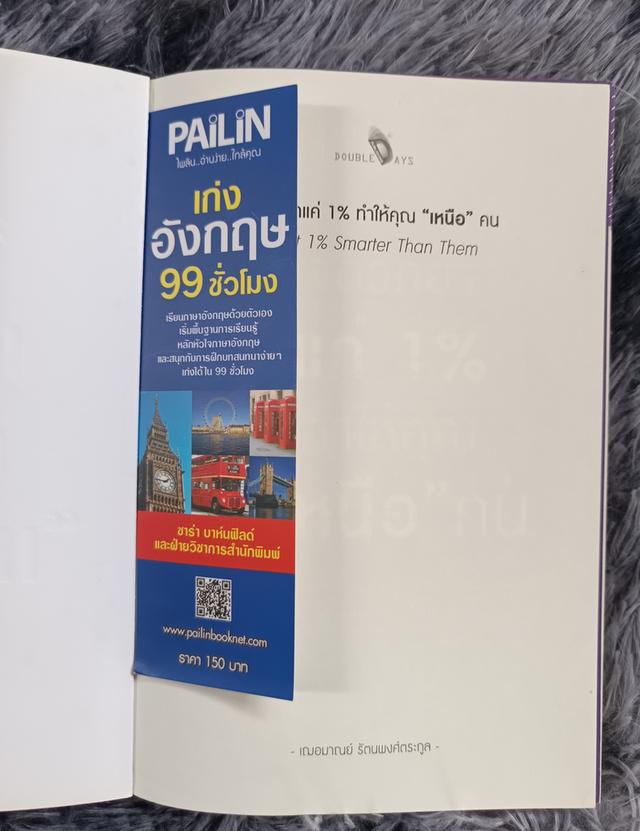 PAiLiN
ไพลิน..อ่านง่าย..ใกล้คุณ
เก่ง
อังกฤษ
99 ชั่วโมง
เรียนภาษาอังกฤษด้วยตัวเอง
เริ่มพื้นฐานการเรียนรู้
หลักหัวใจภาษาอังกฤษ
และสนุกกับการฝึกบทสนทนาง่ายๆ
เก่งได้ใน 99 ชั่วโมง
ซาร่า บาห์นฟิลด์
และฝ่ายวิชาการสำนักพิมพ์
www.pailinbooknet.com
ราคา 150 บาท
DOUBLE DAYS
แค่ 1% ทำให้คุณ “เหนือ” คน
1% Smarter Than Them
1%
เหนือ” คน
- เฌอมาณย์ รัตนพงศ์ตระกูล -